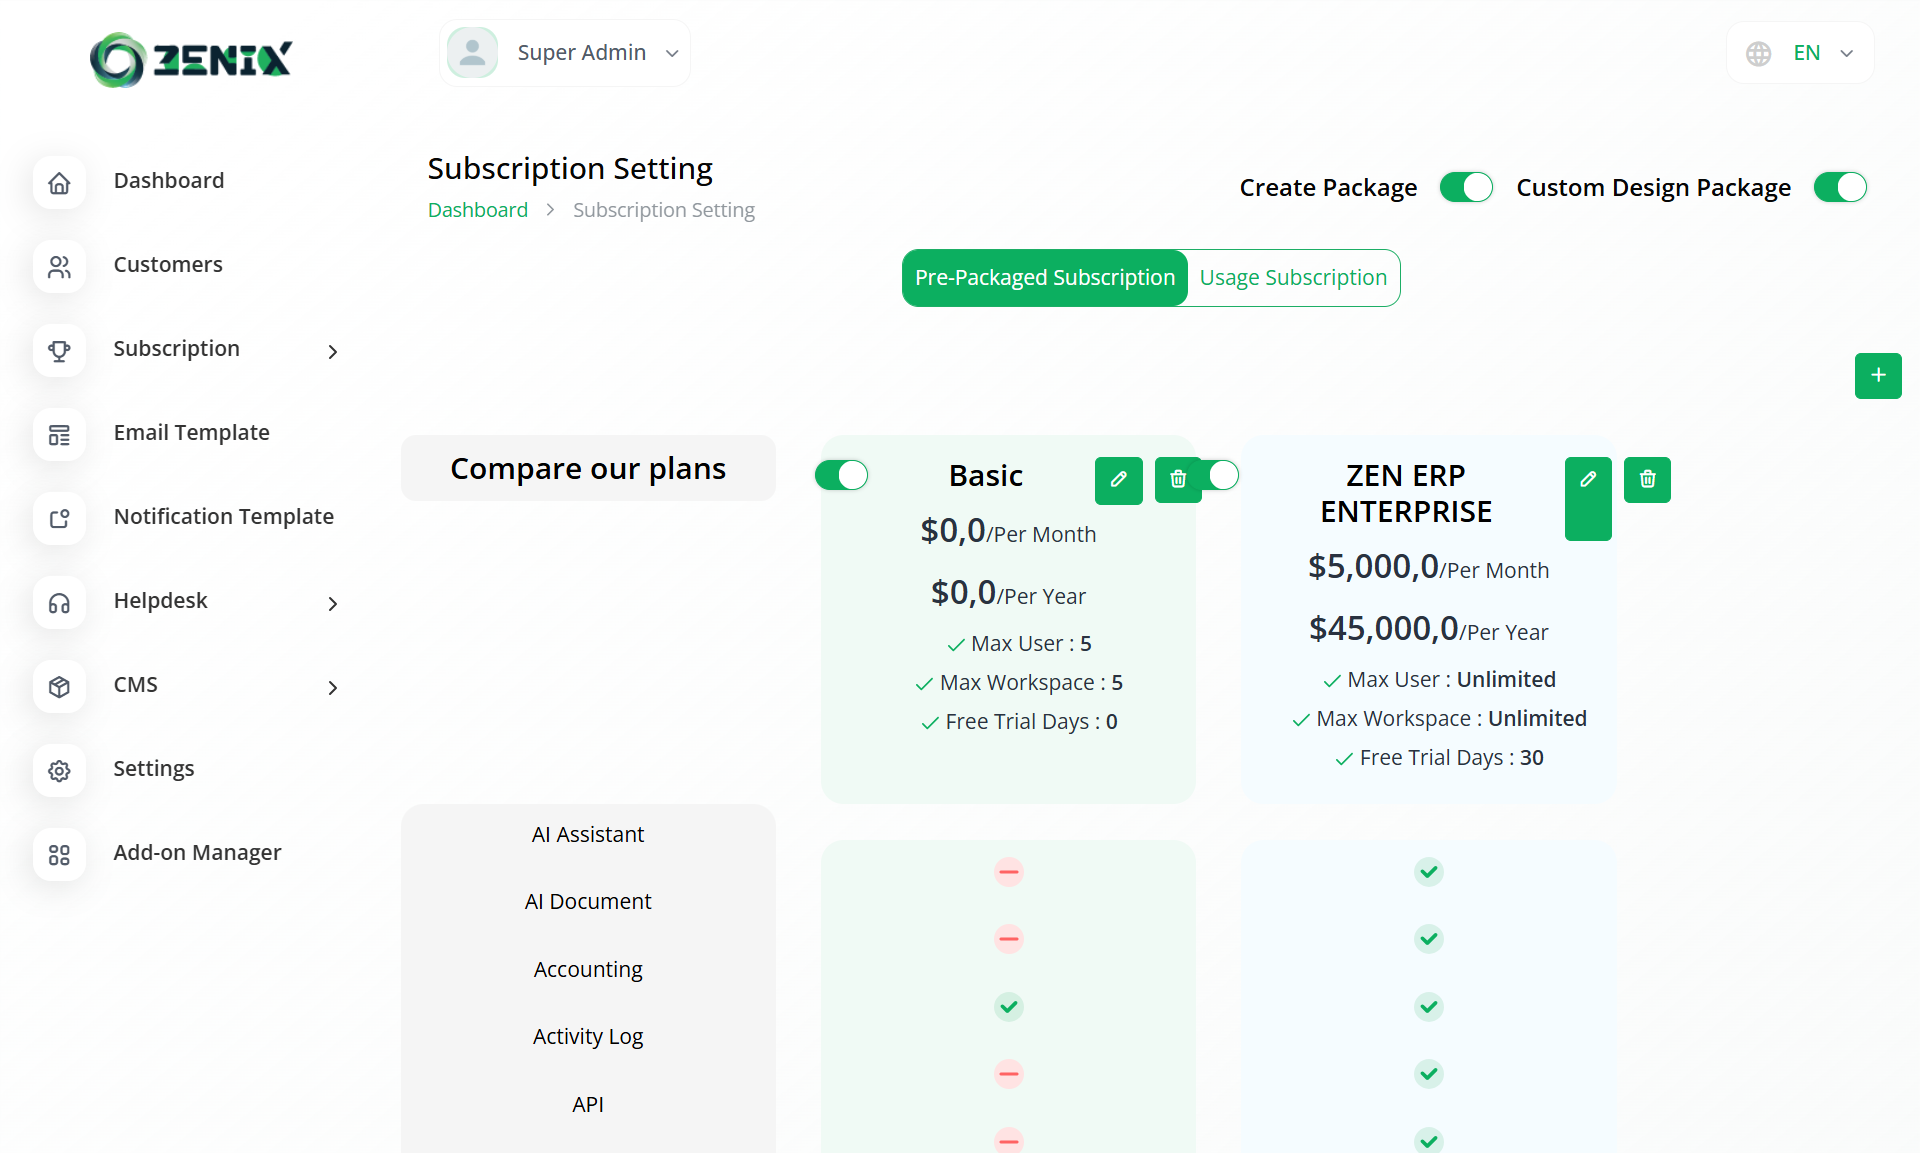 ZENIX
Super Admin
EN
Dashboard
Customers
Subscription
Email Template
Notification Template
Helpdesk
CMS
Settings
Add-on Manager
Subscription Setting
Dashboard > Subscription Setting
Create Package
Custom Design Package
Pre-Packaged Subscription
Usage Subscription
+
Compare our plans
Basic
$0,0/Per Month
$0,0/Per Year
Max User : 5
Max Workspace : 5
Free Trial Days : 0
ZEN ERP
ENTERPRISE
$5,000,0/Per Month
$45,000,0/Per Year
Max User : Unlimited
Max Workspace : Unlimited
Free Trial Days : 30
AI Assistant
AI Document
Accounting
Activity Log
API